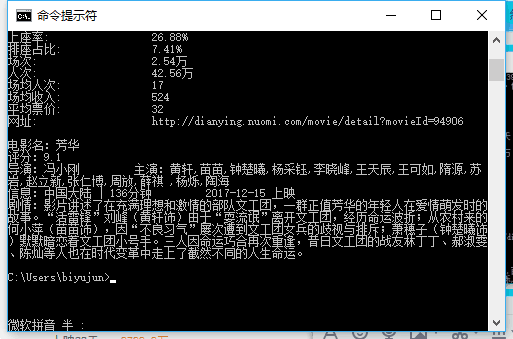 命令提示符
上座率: 26.88%
排座占比: 7.41%
场次: 2.54万
人次: 42.56万
场均人次: 17
场均收入: 524
平均票价: 32
网址: http://dianying.nuomi.com/movie/detail?movieId=94906
电影名: 芳华
评分: 9.1
导演: 冯小刚 主演: 黄轩,苗苗,钟楚曦,杨采钰,李晓峰,王天辰,王可如,隋源,苏
岩,赵立新,张仁博,周放,薛祺 ,杨烁,陶海
信息: 中国大陆 | 136分钟 2017-12-15 上映
剧情: 影片讲述了在充满理想和激情的部队文工团，一群正值芳华的年轻人在爱情萌发时的
故事。“活雷锋”刘峰（黄轩饰）由于“耍流氓”离开文工团，经历命运波折；从农村来的
何小萍（苗苗饰），因“不良习气”屡次遭到文工团女兵的歧视与排斥；萧穗子（钟楚曦饰
）默默暗恋着文工团小号手。三人因命运巧合再次重逢，昔日文工团的战友林丁丁、郝淑雯
、陈灿等人也在时代变革中走上了截然不同的人生命运。
C:\Users\biyujun>
微软拼音 半 :